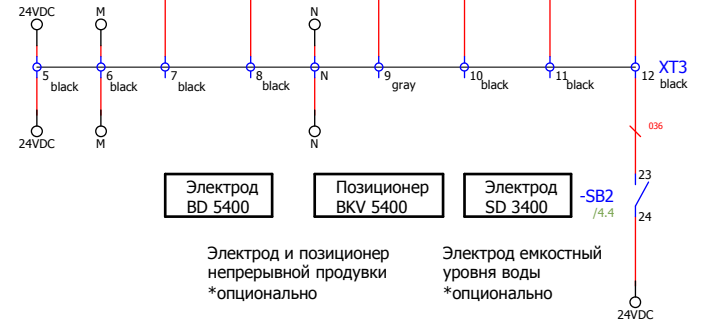 24VDC
M
N
5
black
6
black
7
black
8
black
N
9
gray
10
black
11
black
12
XT3
black
24VDC
M
N
036
Электрод
BD 5400
Позиционер
BKV 5400
Электрод
SD 3400
-SB2
/4.4
23
24
Электрод и позиционер
непрерывной продувки
*опционально
Электрод емкостный
уровня воды
*опционально
24VDC